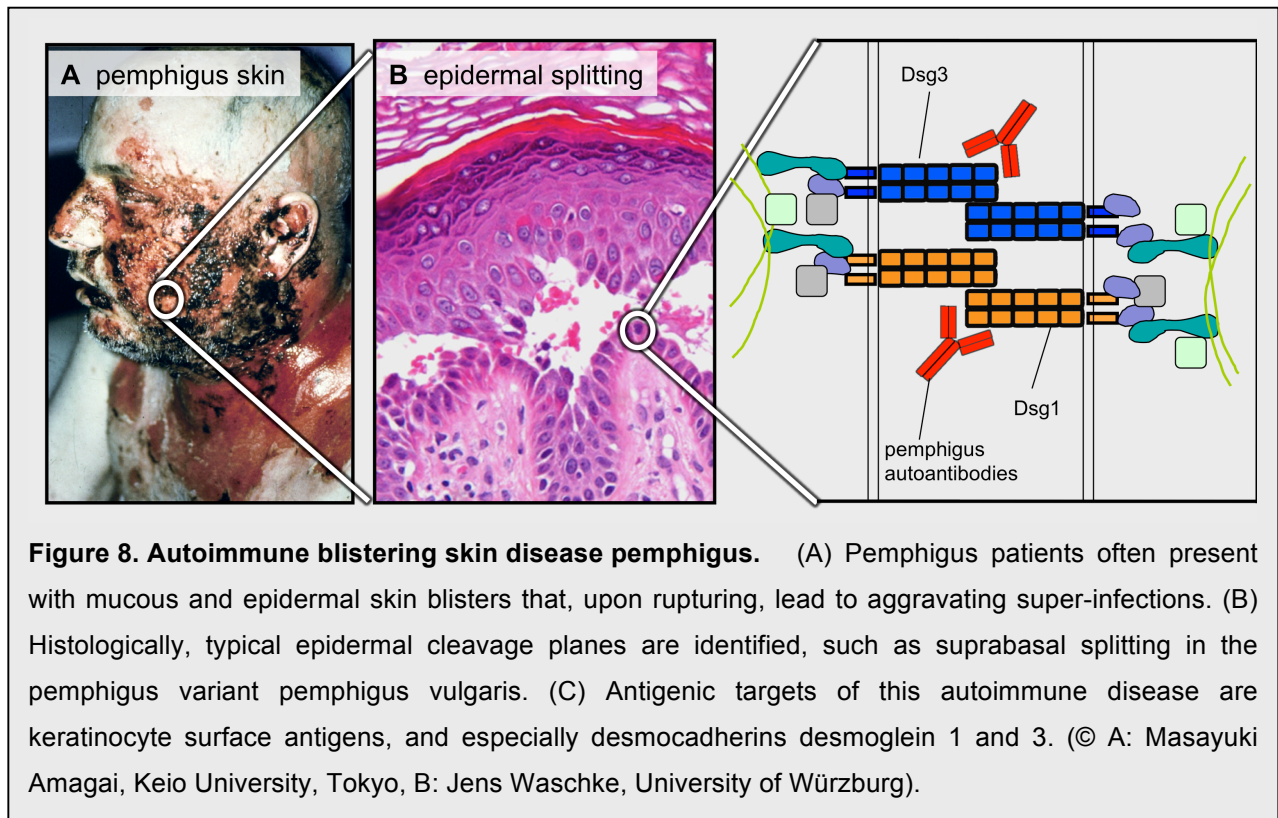 A pemphigus skin
B epidermal splitting
Dsg3
Dsg1
pemphigus
autoantibodies
Figure 8. Autoimmune blistering skin disease pemphigus. (A) Pemphigus patients often present
with mucous and epidermal skin blisters that, upon rupturing, lead to aggravating super-infections. (B)
Histologically, typical epidermal cleavage planes are identified, such as suprabasal splitting in the
pemphigus variant pemphigus vulgaris. (C) Antigenic targets of this autoimmune disease are
keratinocyte surface antigens, and especially desmocadherins desmoglein 1 and 3. (© A: Masayuki
Amagai, Keio University, Tokyo, B: Jens Waschke, University of Würzburg).